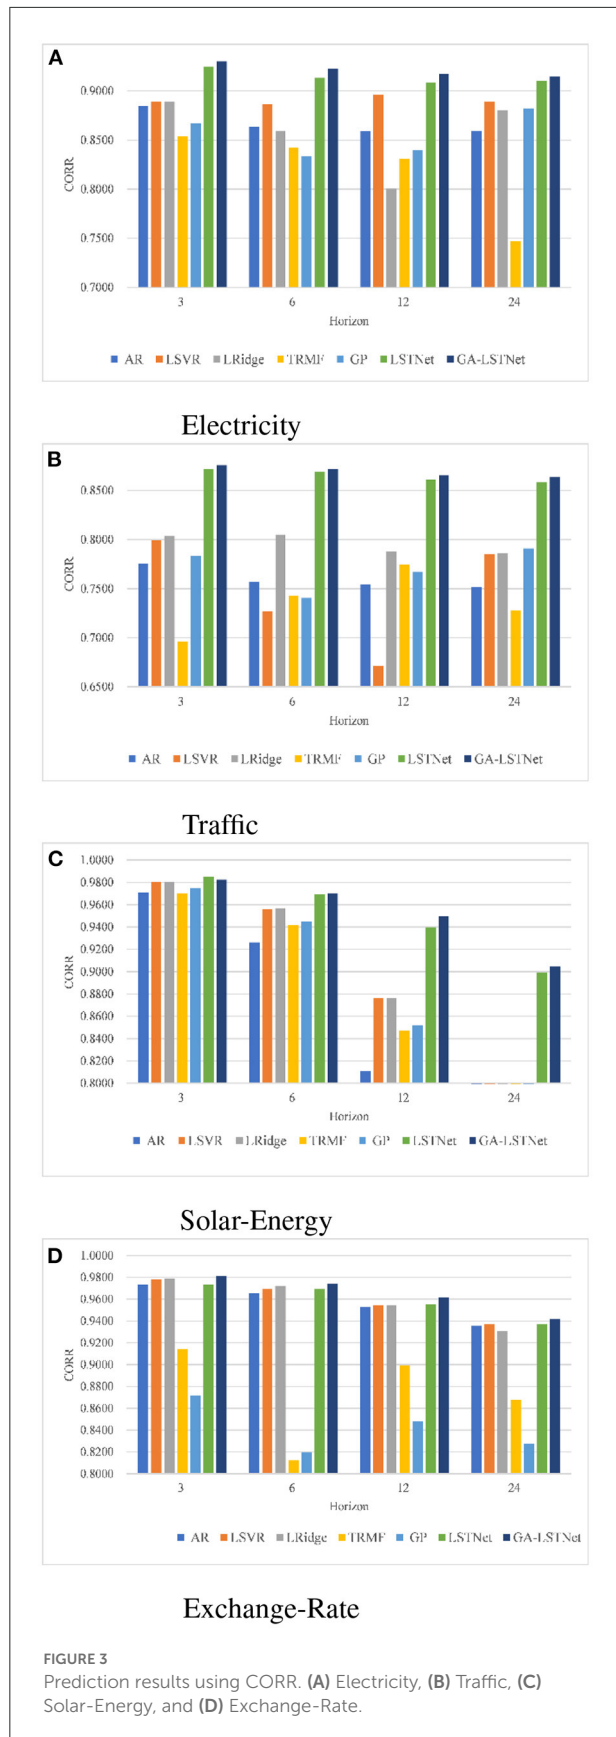 A
0.9000
0.8500
0.8000
0.7500
0.7000
CORR
3 6 12 24
Horizon
AR LSVR LRidge TRMF GP LSTNet GA-LSTNet
Electricity
B
0.8500
0.8000
0.7500
0.7000
0.6500
CORR
3 6 12 24
Horizon
AR LSVR LRidge TRMF GP LSTNet GA-LSTNet
Traffic
C
1.0000
0.9800
0.9600
0.9400
0.9200
0.9000
0.8800
0.8600
0.8400
0.8200
0.8000
CORR
3 6 12 24
Horizon
AR LSVR LRidge TRMF GP LSTNet GA-LSTNet
Solar-Energy
D
1.0000
0.9800
0.9600
0.9400
0.9200
0.9000
0.8800
0.8600
0.8400
0.8200
0.8000
CORR
3 6 12 24
Horizon
AR LSVR LRidge TRMF GP LSTNet GA-LSTNet
Exchange-Rate
FIGURE 3
Prediction results using CORR. (A) Electricity, (B) Traffic, (C)
Solar-Energy, and (D) Exchange-Rate.